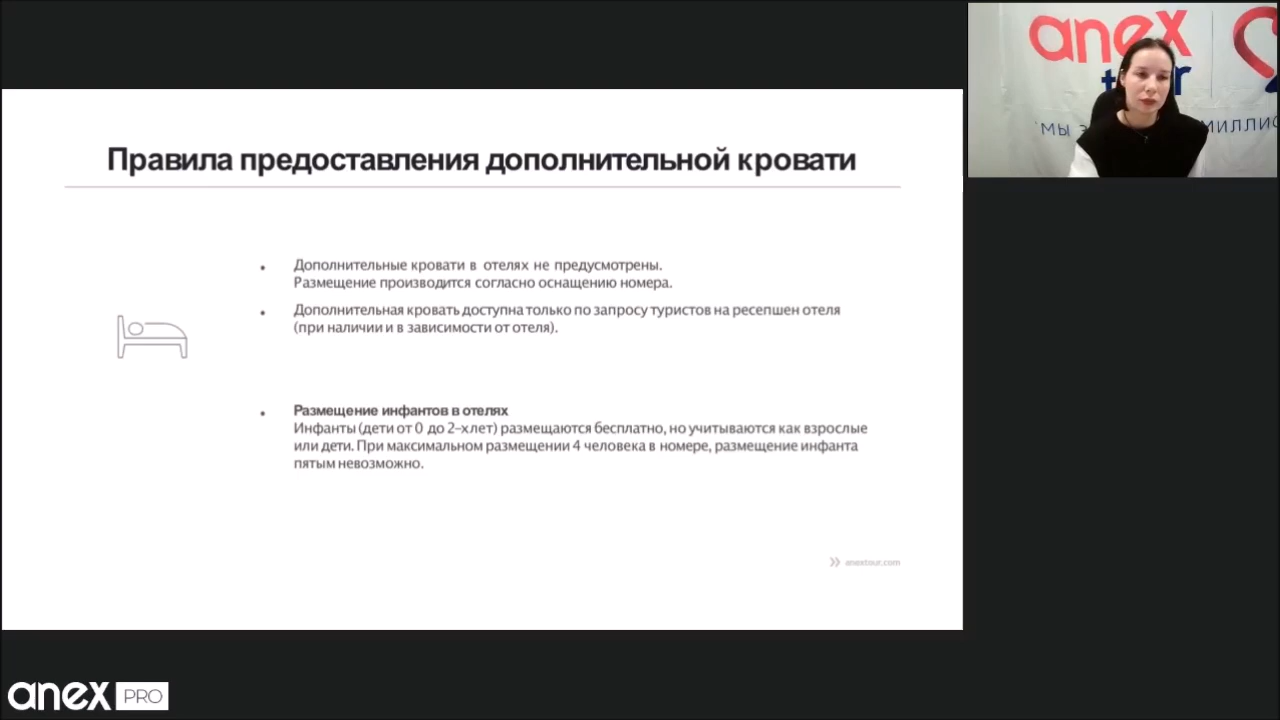 anex
tour
мы
миллио
Правила предоставления дополнительной кровати
• Дополнительные кровати в отелях не предусмотрены.
Размещение производится согласно оснащению номера.
• Дополнительная кровать доступна только по запросу туристов на ресепшен отеля
(при наличии и в зависимости от отеля).
• Размещение инфантов в отелях
Инфанты (дети от 0 до 2-хлет) размещаются бесплатно, но учитываются как взрослые
или дети. При максимальном размещении 4 человека в номере, размещение инфанта
пятым невозможно.
anextour.com
anex PRO